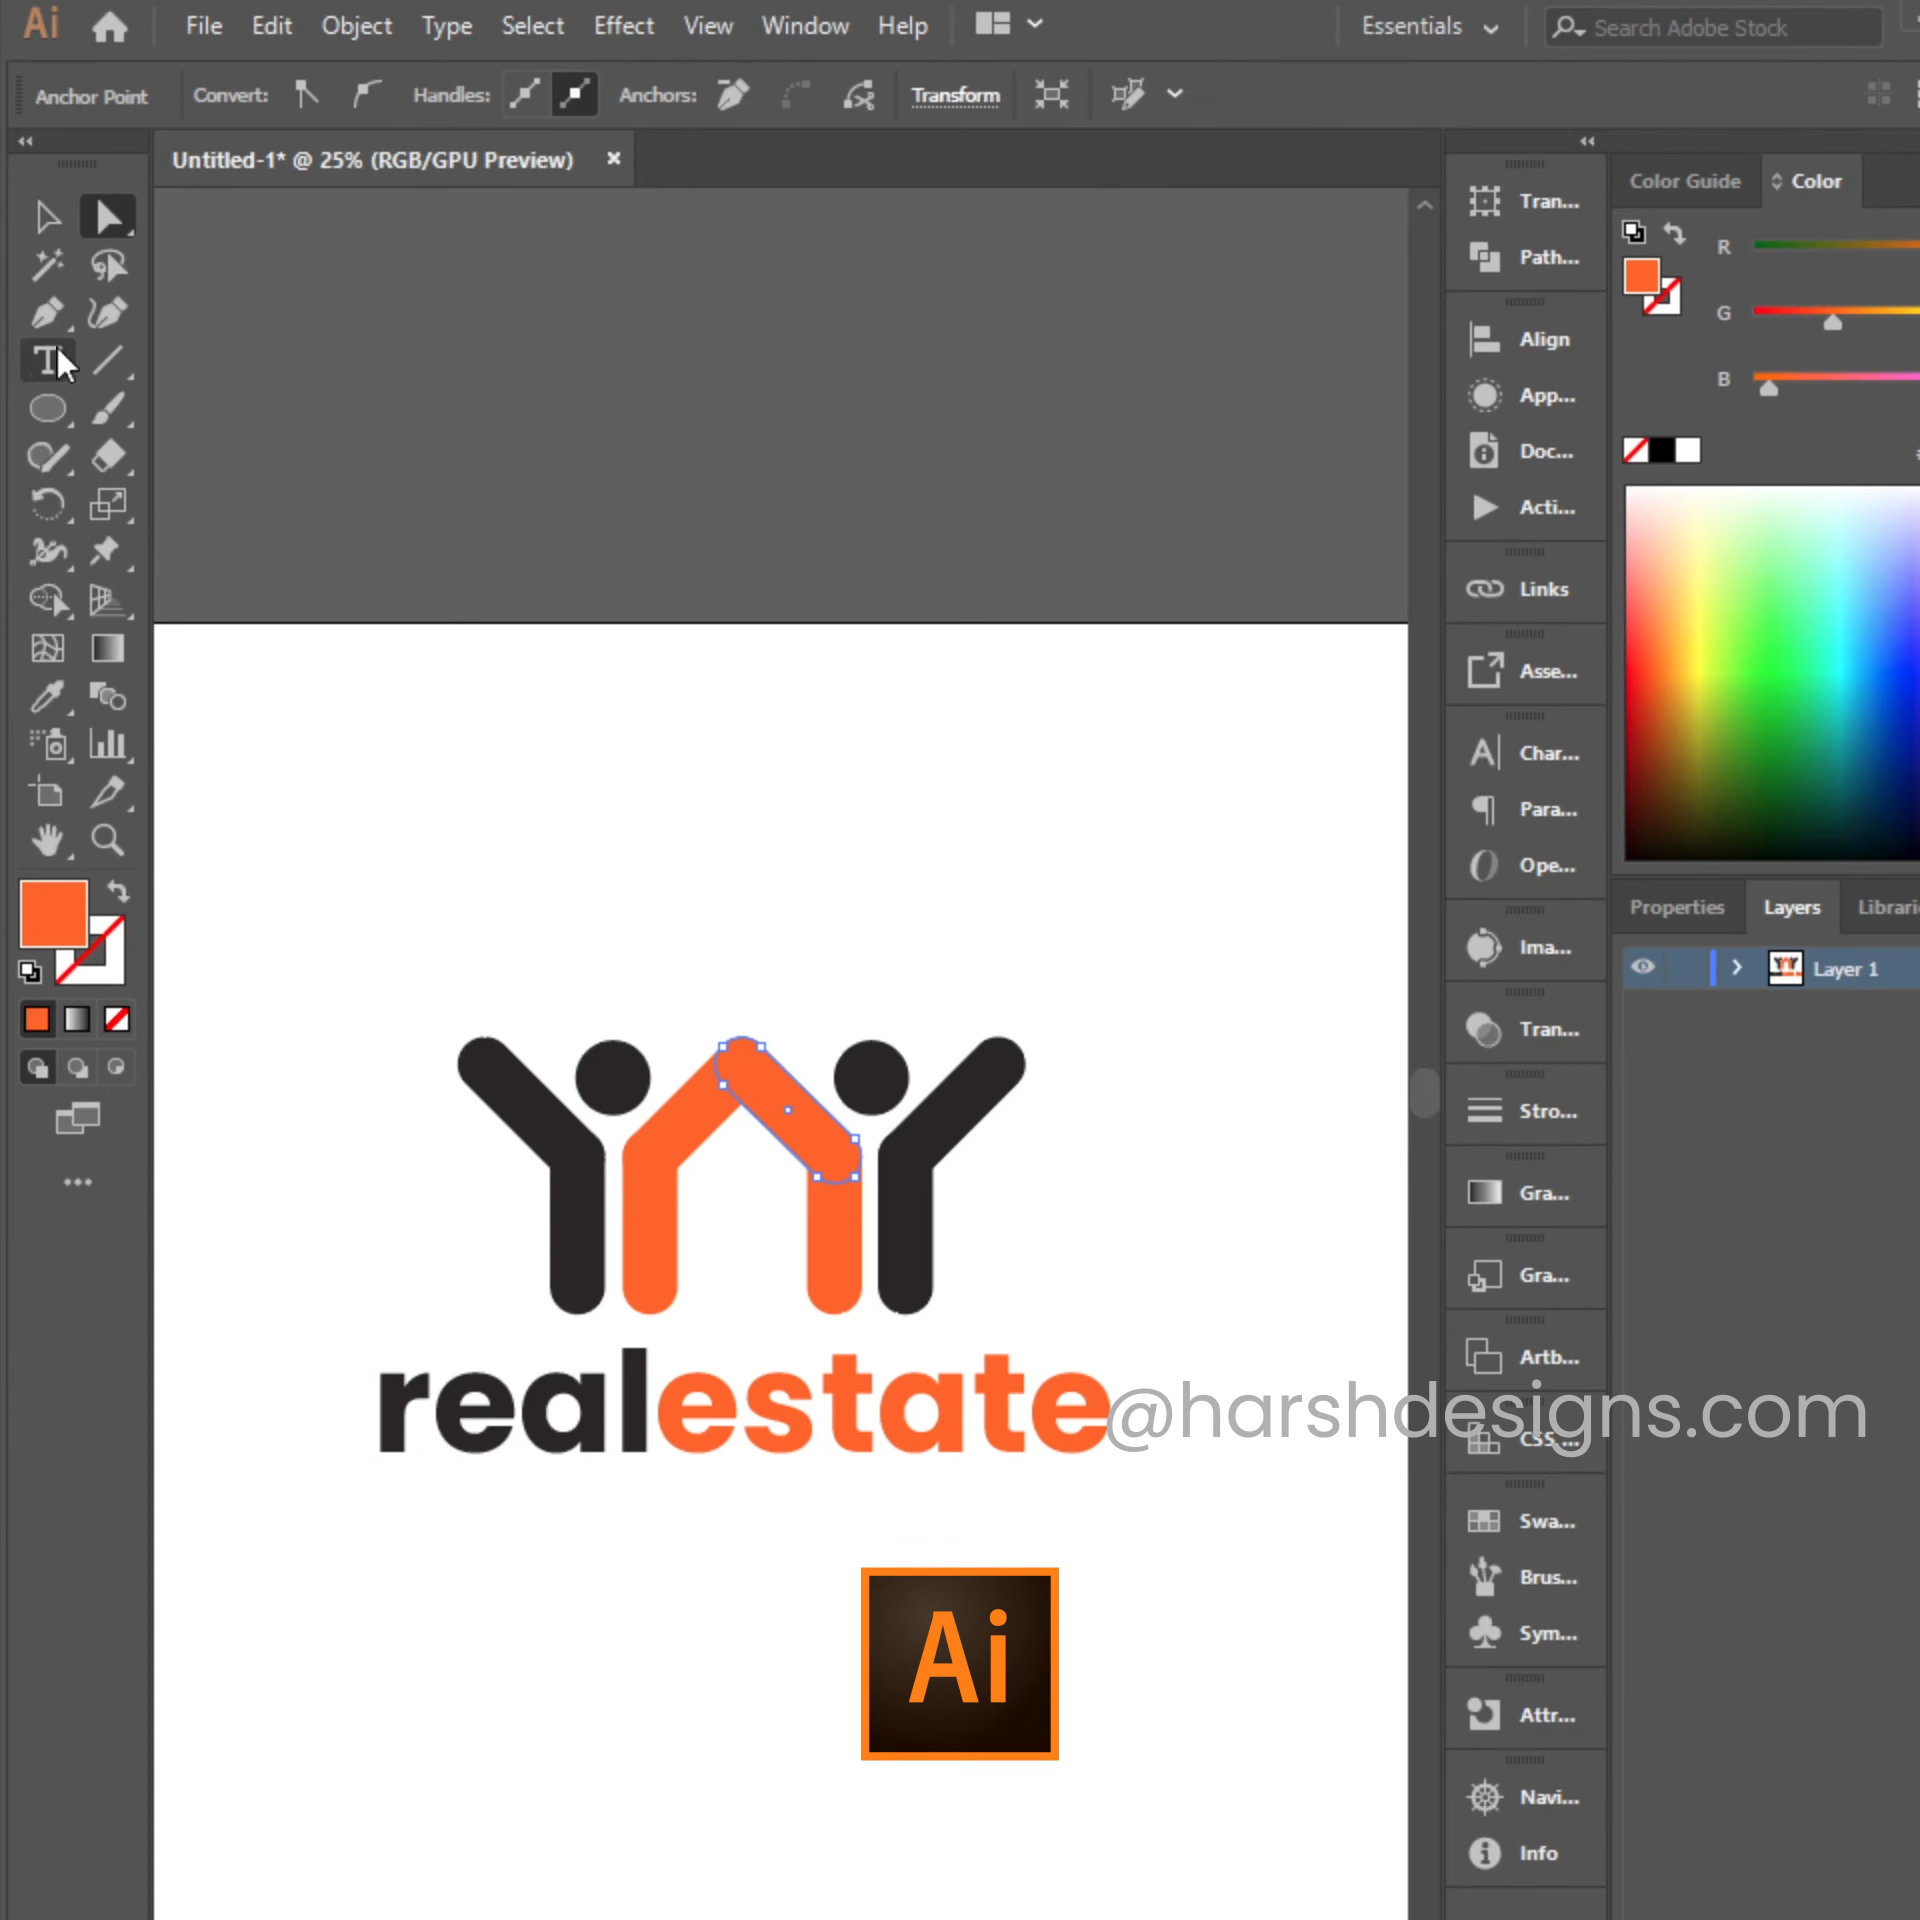 Ai File Edit Object Type Select Effect View Window Help Essentials Search Adobe Stock
Anchor Point Convert: Handles: Anchors: Transform
Untitled-1* @ 25% (RGB/GPU Preview) ×
Color Guide Color
Tran...
R
Path...
G
Align
B
App...
Doc...
Acti...
Links
Asse...
Char...
Para...
Ope...
Properties Layers Librari
Ima...
Layer 1
Tran...
Stro...
Gra...
Gra...
Artb...
realestate
@harshdesigns.com
CSS ...
Swa...
Brus...
Sym...
Ai
Attr...
Navi...
Info